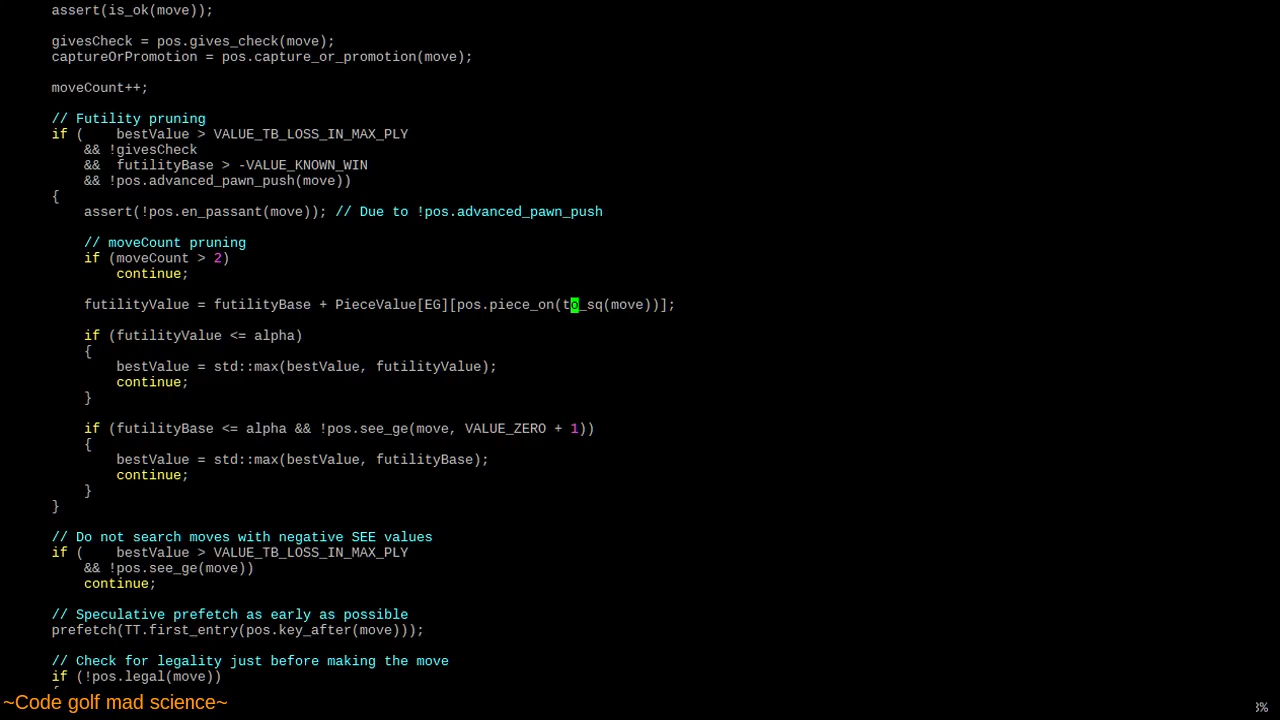 assert(is_ok(move));
givesCheck = pos.gives_check(move);
captureOrPromotion = pos.capture_or_promotion(move);
moveCount++;
// Futility pruning
if (    bestValue > VALUE_TB_LOSS_IN_MAX_PLY
&& !givesCheck
&&  futilityBase > -VALUE_KNOWN_WIN
&& !pos.advanced_pawn_push(move))
{
assert(!pos.en_passant(move)); // Due to !pos.advanced_pawn_push
// moveCount pruning
if (moveCount > 2)
continue;
futilityValue = futilityBase + PieceValue[EG][pos.piece_on(to_sq(move))];
if (futilityValue <= alpha)
{
bestValue = std::max(bestValue, futilityValue);
continue;
}
if (futilityBase <= alpha && !pos.see_ge(move, VALUE_ZERO + 1))
{
bestValue = std::max(bestValue, futilityBase);
continue;
}
}
// Do not search moves with negative SEE values
if (    bestValue > VALUE_TB_LOSS_IN_MAX_PLY
&& !pos.see_ge(move))
continue;
// Speculative prefetch as early as possible
prefetch(TT.first_entry(pos.key_after(move)));
// Check for legality just before making the move
if (!pos.legal(move))
~Code golf mad science~